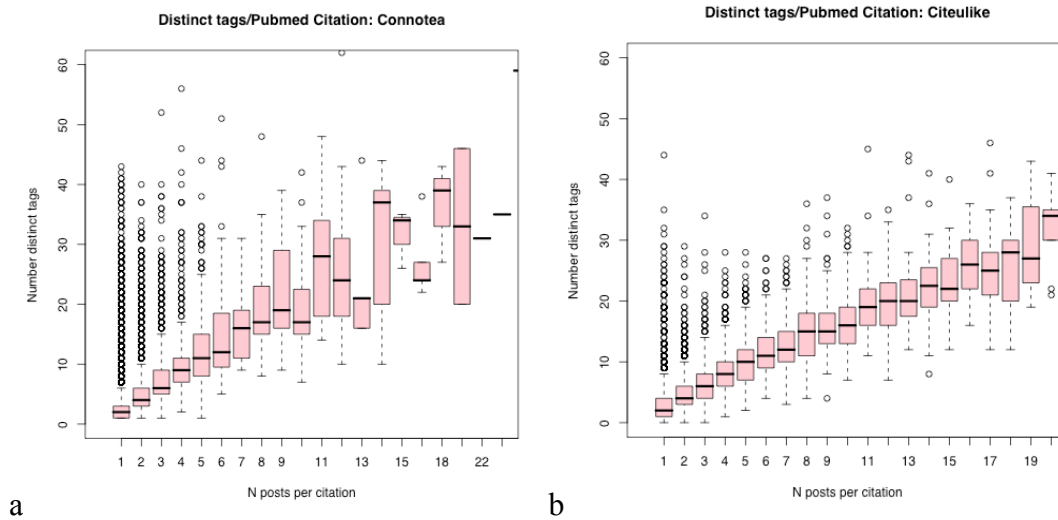 Distinct tags/Pubmed Citation: Connotea
Number distinct tags
60
50
40
30
20
10
0
1 2 3 4 5 6 7 8 9 11 13 15 18 22
N posts per citation
a
Distinct tags/Pubmed Citation: Citeulike
Number distinct tags
60
50
40
30
20
10
0
1 2 3 4 5 6 7 8 9 11 13 15 17 19
N posts per citation
b